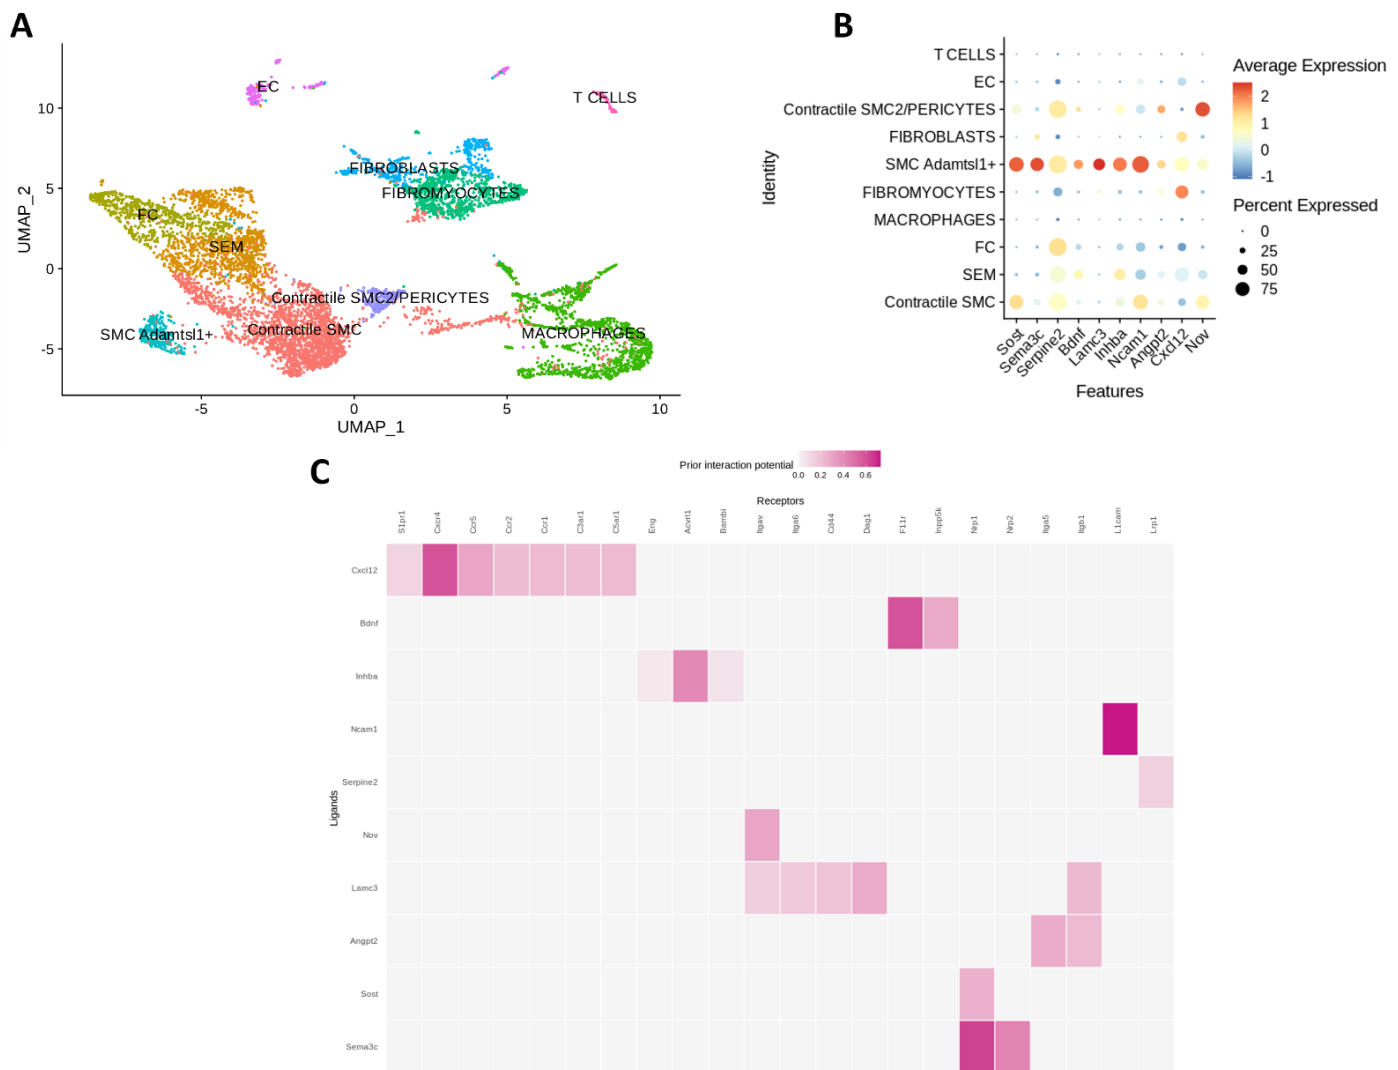 A
UMAP_2
10
5
0
-5
EC
T CELLS
FIBROBLASTS
FIBROMYOCYTES
FC
SEM
Contractile SMC2/PERICYTES
SMC Adamtsl1+
Contractile SMC
MACROPHAGES
-5
0
5
10
UMAP_1
B
Identity
T CELLS
EC
Contractile SMC2/PERICYTES
FIBROBLASTS
SMC Adamtsl1+
FIBROMYOCYTES
MACROPHAGES
FC
SEM
Contractile SMC
Sost
Sema3c
Serpine2
Bdnf
Lamc3
Inhba
Ncam1
Angpt2
Cxcl12
Nov
Features
Average Expression
2
1
0
-1
Percent Expressed
0
25
50
75
C
Prior interaction potential
0.0 0.2 0.4 0.6
Receptors
S1pr1
Cxcr4
Ccr5
Ccr2
Ccr1
C3ar1
C5ar1
Eng
Acvrl1
Bambi
Itgav
Itga6
Cd44
Dag1
F11r
Inpp5k
Nrp1
Nrp2
Itga5
Itgb1
L1cam
Lrp1
Ligands
Cxcl12
Bdnf
Inhba
Ncam1
Serpine2
Nov
Lamc3
Angpt2
Sost
Sema3c